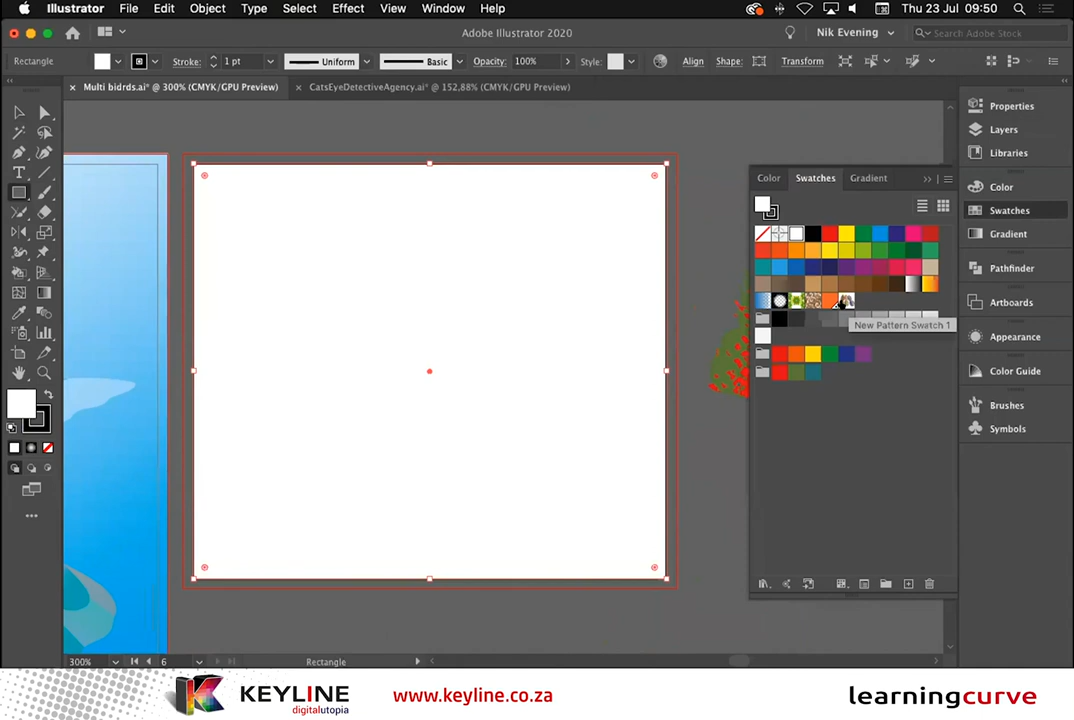 Illustrator File Edit Object Type Select Effect View Window Help Thu 23 Jul 09:50
Adobe Illustrator 2020 Nik Evening Search Adobe Stock
Rectangle Stroke: 1 pt Uniform Basic Opacity: 100% Style: Align Shape: Transform
× Multi bidrds.ai* @ 300% (CMYK/GPU Preview) × CatsEyeDetectiveAgency.ai* @ 152,88% (CMYK/GPU Preview)
Properties
Layers
Libraries
Color Swatches Gradient
Color
Swatches
Gradient
Pathfinder
Artboards
New Pattern Swatch 1
Appearance
Color Guide
Brushes
Symbols
300% 6 Rectangle
KEYLINE
digitalutopia
www.keyline.co.za
learningcurve